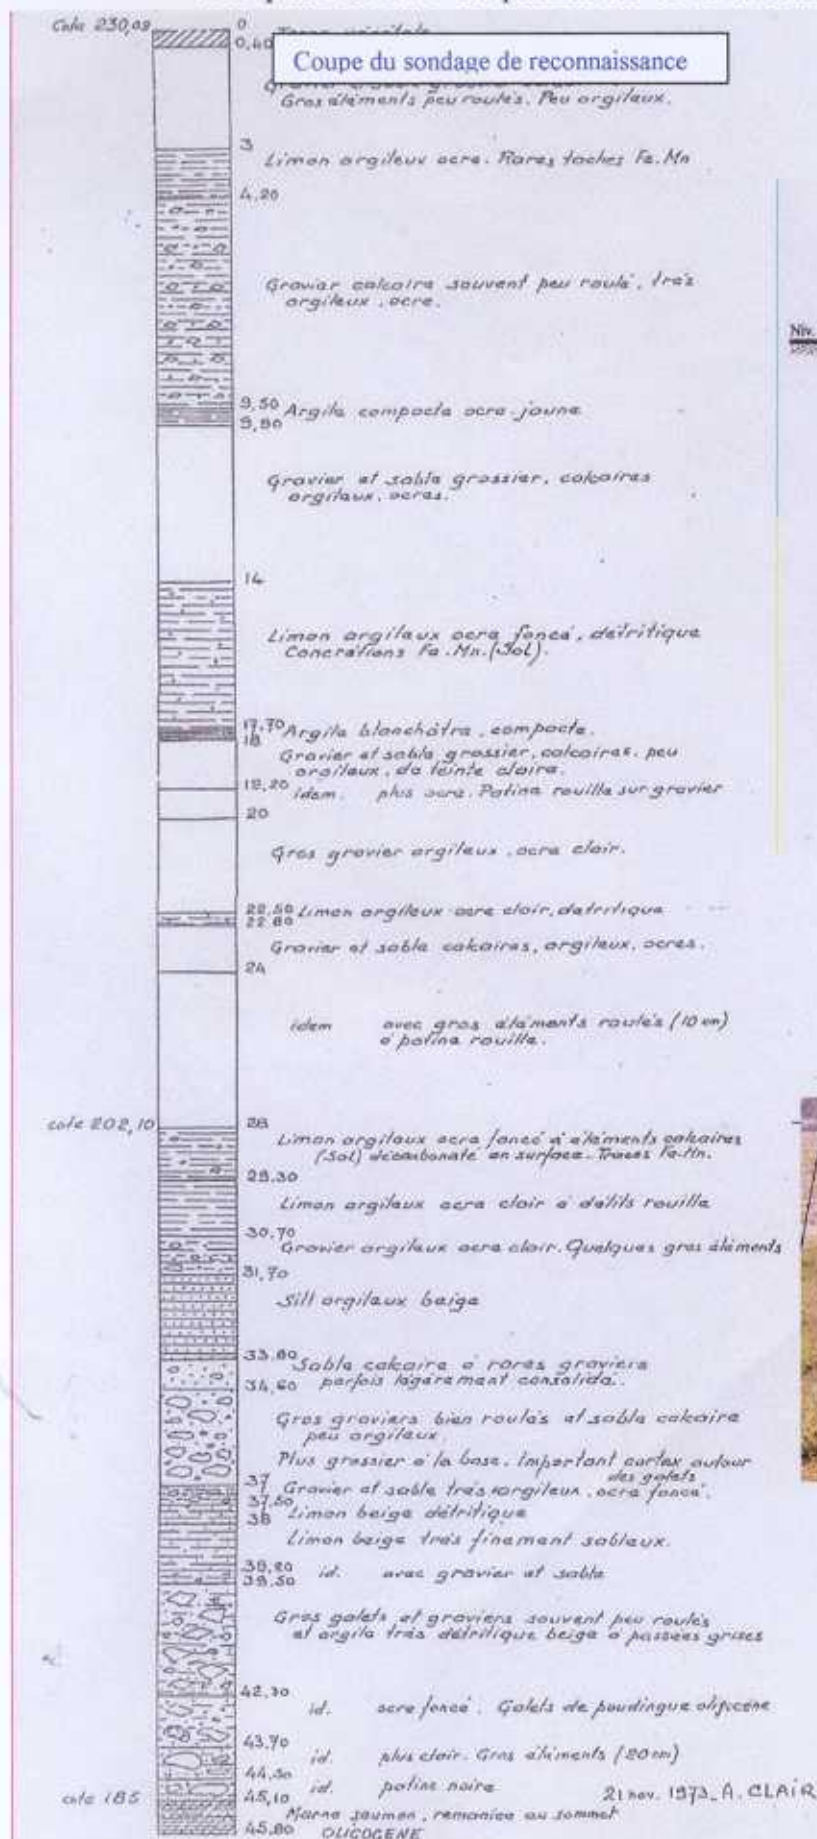 Cote 230,09
0
0,40
Coupe du sondage de reconnaissance
Gros éléments peu roulés. Peu argileux.
3
Limon argileux ocre. Rares taches Fe.Mn
4,20
Gravier calcaire souvent peu roulé, très
argileux, ocre.
Niv.
9,50 Argile compacte ocre-jaune
9,90
Gravier et sable grossier, calcaires
argileux, ocres.
14
Limon argileux ocre foncé, détritique
Concrétions Fe.Mn.(Sol).
17,70 Argile blanchâtre, compacte.
18
Gravier et sable grossier, calcaires, peu
argileux, de teinte claire.
19,20 idem. plus ocre. Patine rouille sur gravier
20
Gros gravier argileux, ocre clair.
22,50 Limon argileux ocre clair, détritique
22.80
Gravier et sable calcaires, argileux, ocres.
24
idem avec gros éléments roulés (10 cm)
à patine rouille.
cote 202,10
28
Limon argileux ocre foncé à éléments calcaires
(Sol) décarbonaté en surface. Traces Fe.Mn.
29.30
Limon argileux ocre clair à délits rouille
30.70
Gravier argileux ocre clair. Quelques gros éléments
31,70
Silt argileux beige
33.80
Sable calcaire à rares graviers
34,60 parfois légèrement consolidé.
Gros graviers bien roulés et sable calcaire
peu argileux.
Plus grossier à la base. Important cortex autour
des galets
37 Gravier et sable très argileux, ocre foncé.
37.50
38 Limon beige détritique
Limon beige très finement sableux.
39,20 id. avec gravier et sable
39.50
Gros galets et graviers souvent peu roulés
et argile très détritique beige à passées grises
42,30
id. ocre foncé. Galets de poudingue oligocène
43.70
id. plus clair. Gros éléments (20 cm)
44.50
id. patine noire
21 nov. 1973. A. CLAIR
cote 185
45,10
Marne saumon, remaniée au sommet
45.80 OLIGOCENE